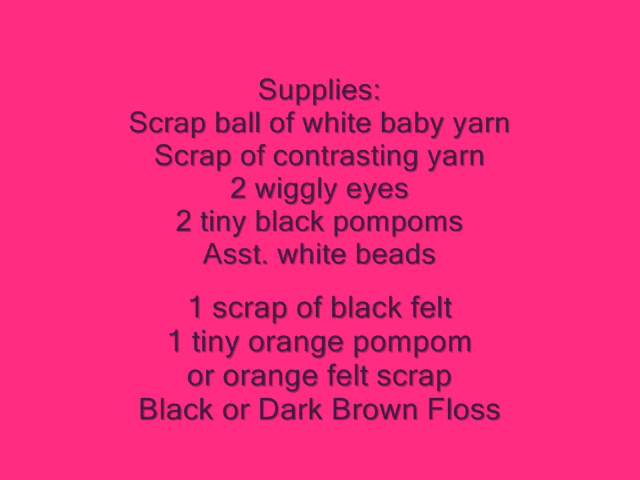 Supplies:
Scrap ball of white baby yarn
Scrap of contrasting yarn
2 wiggly eyes
2 tiny black pompoms
Asst. white beads
1 scrap of black felt
1 tiny orange pompom
or orange felt scrap
Black or Dark Brown Floss